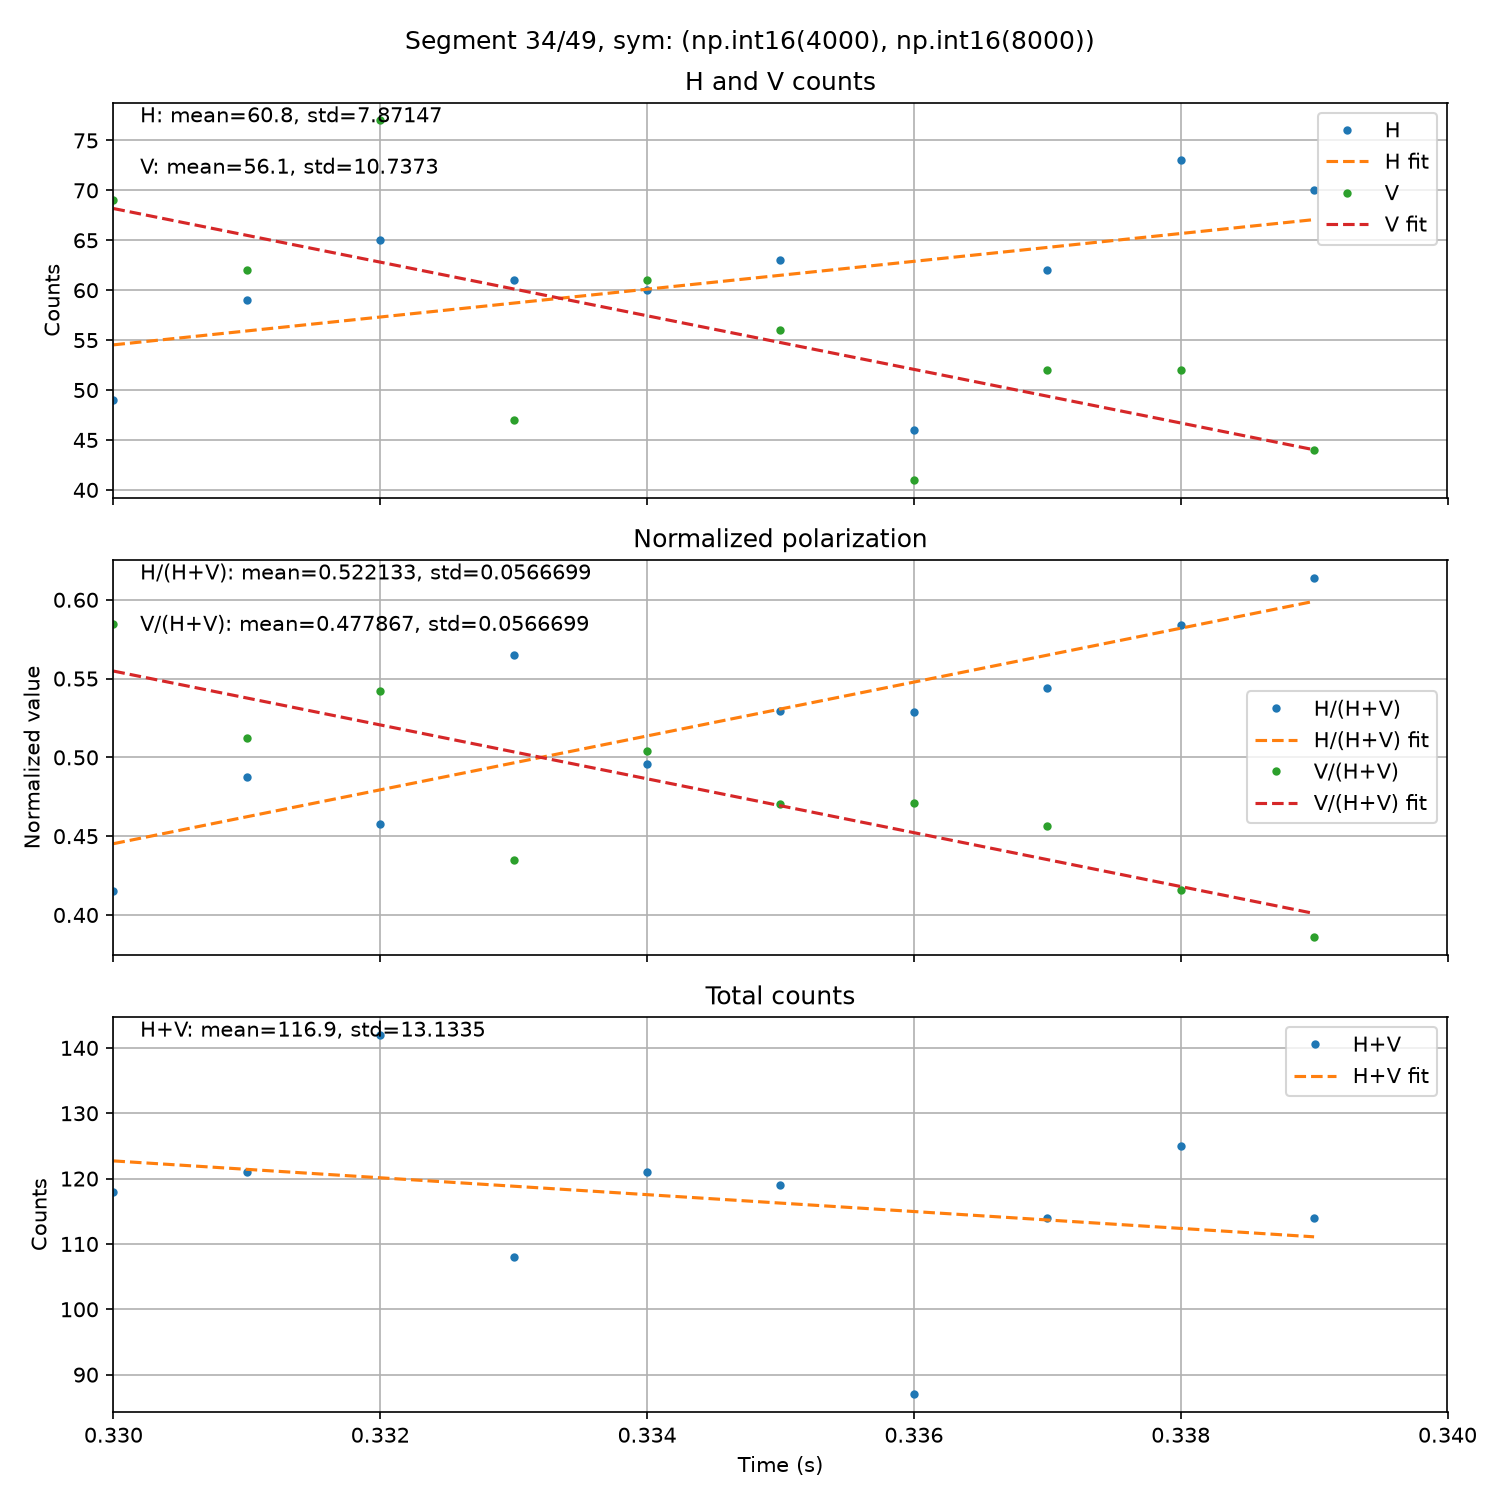 Segment 34/49, sym: (np.int16(4000), np.int16(8000))
H and V counts
H: mean=60.8, std=7.87147
V: mean=56.1, std=10.7373
H
H fit
V
V fit
75
70
65
60
55
50
45
40
Counts
Normalized polarization
H/(H+V): mean=0.522133, std=0.0566699
V/(H+V): mean=0.477867, std=0.0566699
H/(H+V)
H/(H+V) fit
V/(H+V)
V/(H+V) fit
0.60
0.55
0.50
0.45
0.40
Normalized value
Total counts
H+V: mean=116.9, std=13.1335
H+V
H+V fit
140
130
120
110
100
90
Counts
0.330 0.332 0.334 0.336 0.338 0.340
Time (s)